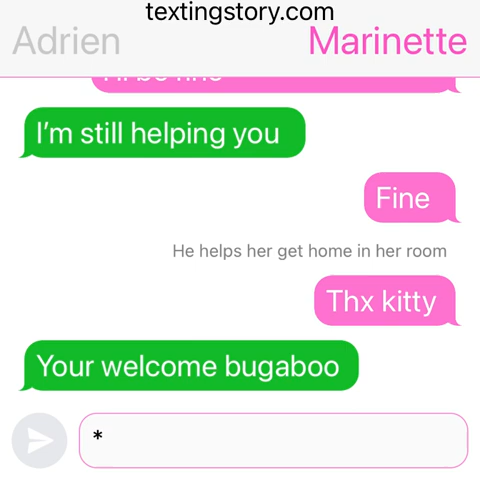 textingstory.com
Adrien Marinette
I'm still helping you
Fine
He helps her get home in her room
Thx kitty
Your welcome bugaboo
*